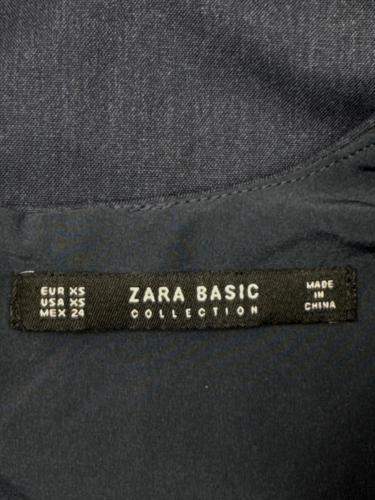 EUR XS
USA XS
MEX 24
ZARA BASIC
COLLECTION
MADE
IN
CHINA